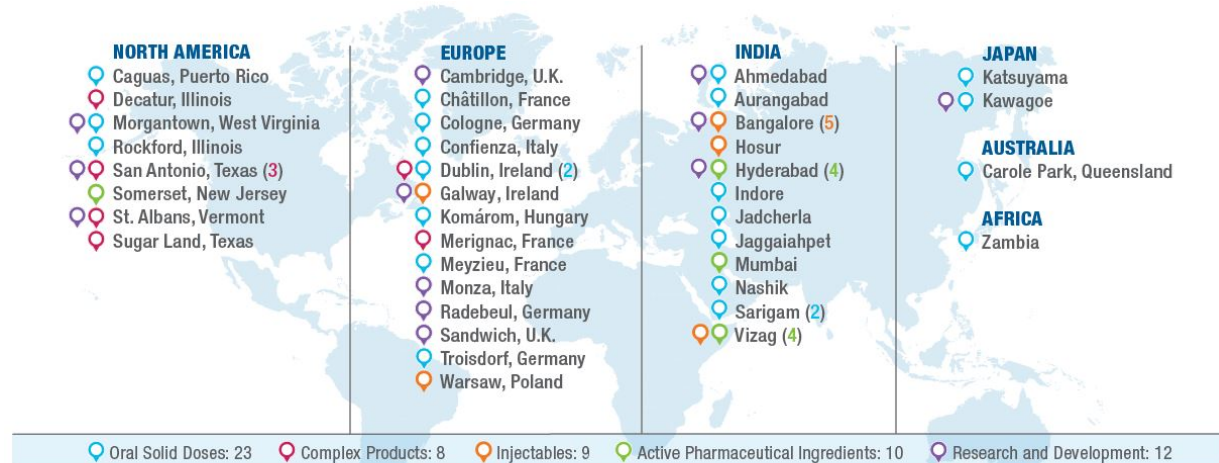 NORTH AMERICA
Caguas, Puerto Rico
Decatur, Illinois
Morgantown, West Virginia
Rockford, Illinois
San Antonio, Texas (3)
Somerset, New Jersey
St. Albans, Vermont
Sugar Land, Texas
EUROPE
Cambridge, U.K.
Châtillon, France
Cologne, Germany
Confienza, Italy
Dublin, Ireland (2)
Galway, Ireland
Komárom, Hungary
Merignac, France
Meyzieu, France
Monza, Italy
Radebeul, Germany
Sandwich, U.K.
Troisdorf, Germany
Warsaw, Poland
INDIA
Ahmedabad
Aurangabad
Bangalore (5)
Hosur
Hyderabad (4)
Indore
Jadcherla
Jaggaiahpet
Mumbai
Nashik
Sarigam (2)
Vizag (4)
JAPAN
Katsuyama
Kawagoe
AUSTRALIA
Carole Park, Queensland
AFRICA
Zambia
Oral Solid Doses: 23 Complex Products: 8 Injectables: 9 Active Pharmaceutical Ingredients: 10 Research and Development: 12